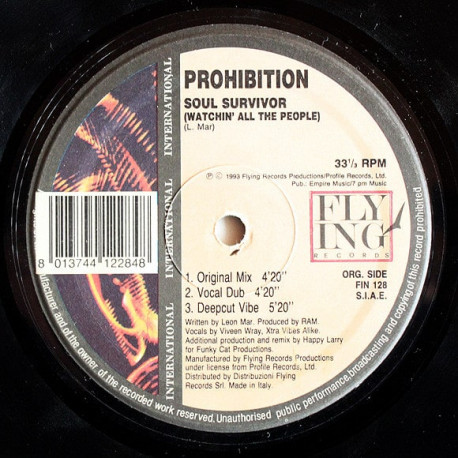 PROHIBITION
SOUL SURVIVOR
(WATCHIN' ALL THE PEOPLE)
(L. Mar)
33⅓ RPM
℗ © 1993 Flying Records Productions/Profile Records, Ltd.
Pub.: Empire Music/7 pm Music
FLY
ING
RECORDS
ORG. SIDE
FIN 128
S.I.A.E.
1. Original Mix 4'20"
2. Vocal Dub 4'20"
3. Deepcut Vibe 5'20"
Written by Leon Mar. Produced by RAM.
Vocals by Viveen Wray, Xtra Vibes Alike.
Additional production and remix by Happy Larry
for Funky Cat Productions.
Manufactured by Flying Records Productions
under license from Profile Records, Ltd.
Distributed by Distribuzioni Flying
Records Srl. Made in Italy.
INTERNATIONAL
INTERNATIONAL
INTERNATIONAL
INTERNATIONAL
8 013744 122848
and of the owner of the recorded work reserved. Unauthorised public performance, broadcasting and copying of this record prohibited